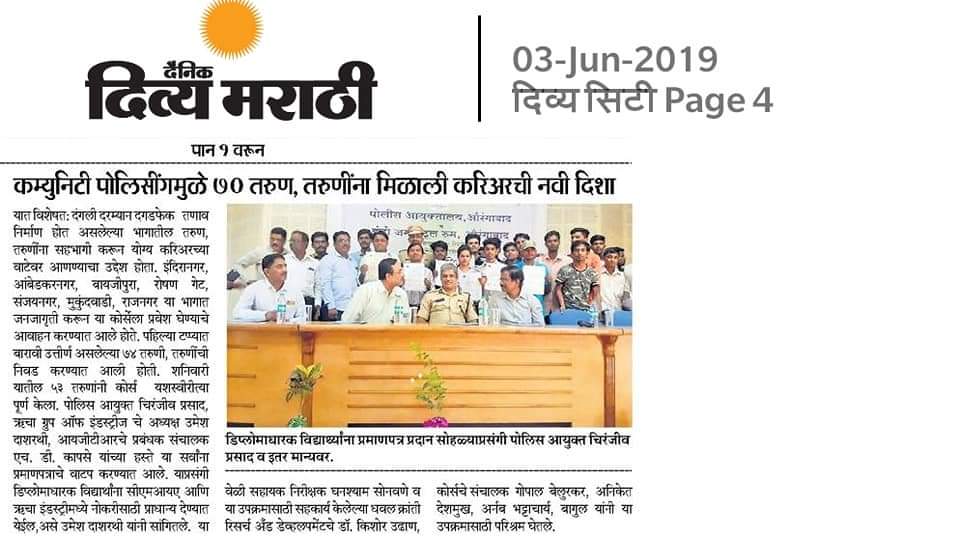 दैनिक
दिव्य मराठी
03-Jun-2019
दिव्य सिटी Page 4
पान १ वरून
कम्युनिटी पोलिसींगमुळे ७० तरुण, तरुणींना मिळाली करिअरची नवी दिशा
यात विशेषत: दंगली दरम्यान दगडफेक तणाव
निर्माण होत असलेल्या भागातील तरुण,
तरुणींना सहभागी करून योग्य करिअरच्या
वाटेवर आणण्याचा उद्देश होता. इंदिरानगर,
आंबेडकरनगर, वायजीपुरा, रोषण गेट,
संजयनगर, मुकुंदवाडी, राजनगर या भागात
जनजागृती करून या कोर्सेला प्रवेश घेण्याचे
आवाहन करण्यात आले होते. पहिल्या टप्प्यात
बारावी उत्तीर्ण असलेल्या ७४ तरुणी, तरुणींची
निवड करण्यात आली होती. शनिवारी
यातील ५३ तरुणांनी कोर्स यशस्वीरीत्या
पूर्ण केला. पोलिस आयुक्त चिरंजीव प्रसाद,
ऋचा ग्रुप ऑफ इंडस्ट्रीज चे अध्यक्ष उमेश
दाशरथी, आयजीटीआरचे प्रबंधक संचालक
एच. डी. कापसे यांच्या हस्ते या सर्वांना
प्रमाणपत्राचे वाटप करण्यात आले. याप्रसंगी
डिप्लोमाधारक विद्यार्थांना सीएमआयए आणि
ऋचा इंडस्ट्रीमध्ये नोकरीसाठी प्राधान्य देण्यात
येईल,असे उमेश दाशरथी यांनी सांगितले. या
पोलीस आयुक्तालय, औरंगाबाद
रुम, औरंगाबाद
डिप्लोमाधारक विद्यार्थ्यांना प्रमाणपत्र प्रदान सोहळ्याप्रसंगी पोलिस आयुक्त चिरंजीव
प्रसाद व इतर मान्यवर.
वेळी सहायक निरीक्षक घनश्याम सोनवणे व
या उपक्रमासाठी सहकार्य केलेल्या धवल क्रांती
रिसर्च अँड डेव्हलपमेंटचे डॉ. किशोर उढाण,
कोर्सचे संचालक गोपाल बेलुरकर, अनिकेत
देशमुख, अर्नब भट्टाचार्य, बागुल यांनी या
उपक्रमासाठी परिश्रम घेतले.